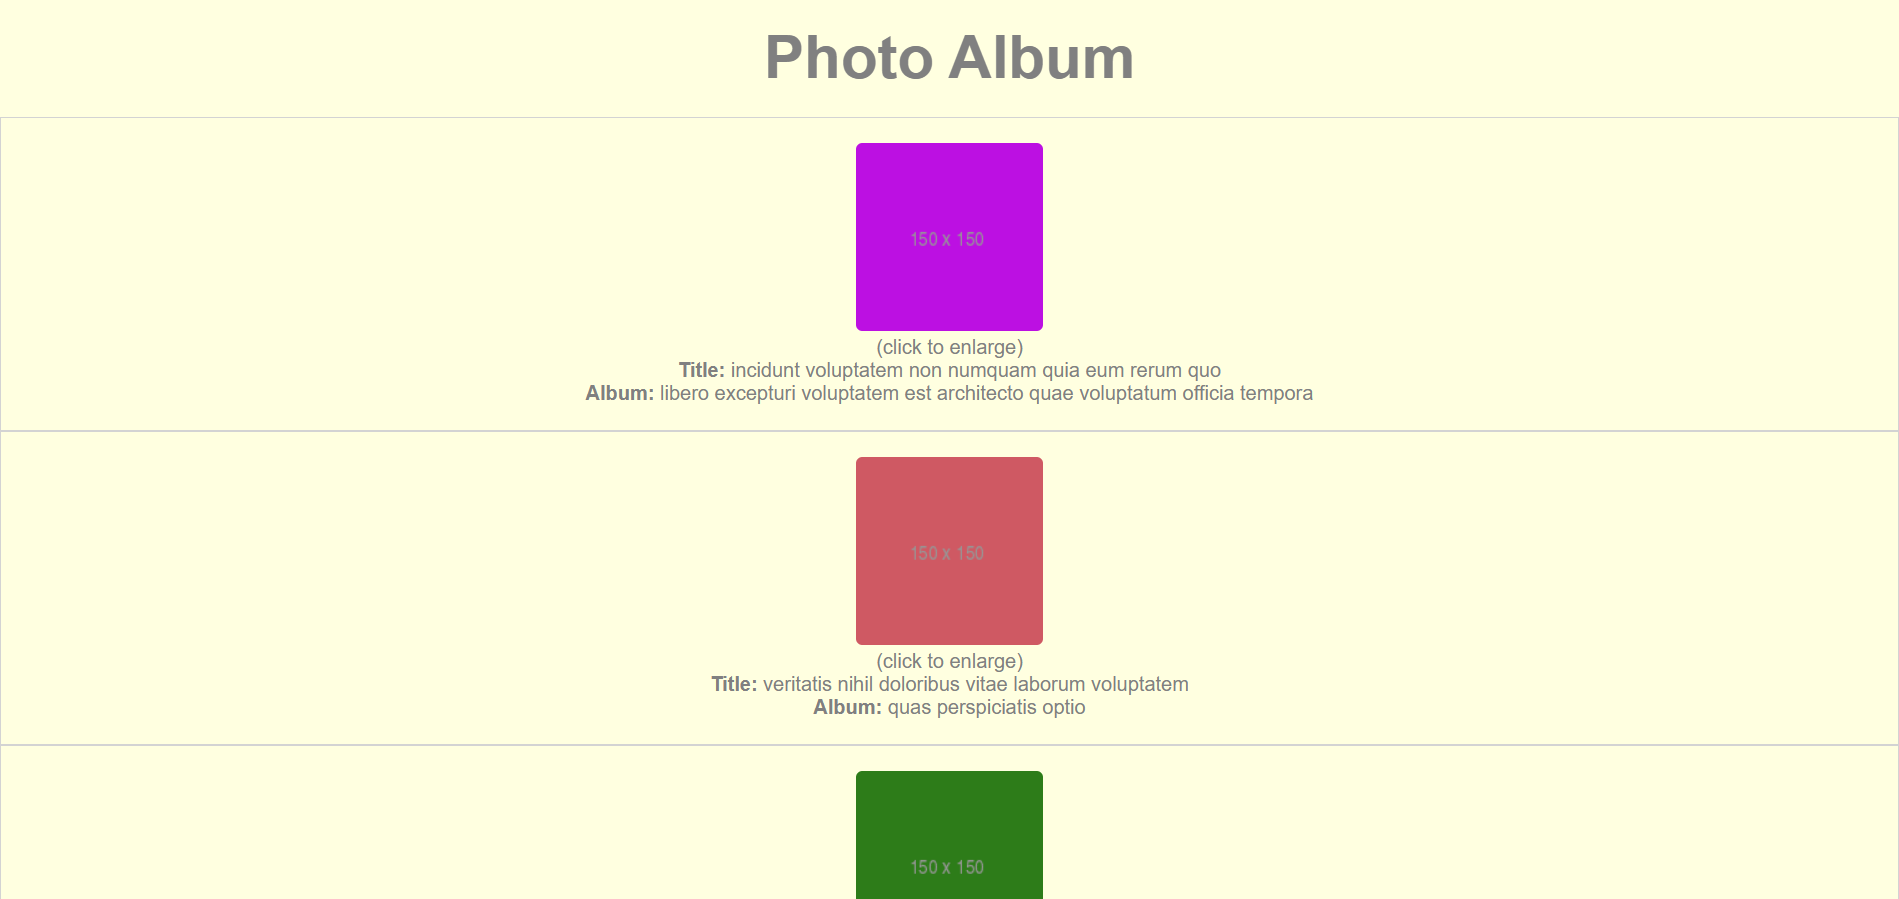 Photo Album
150 x 150
(click to enlarge)
Title: incidunt voluptatem non numquam quia eum rerum quo
Album: libero excepturi voluptatem est architecto quae voluptatum officia tempora
150 x 150
(click to enlarge)
Title: veritatis nihil doloribus vitae laborum voluptatem
Album: quas perspiciatis optio
150 x 150